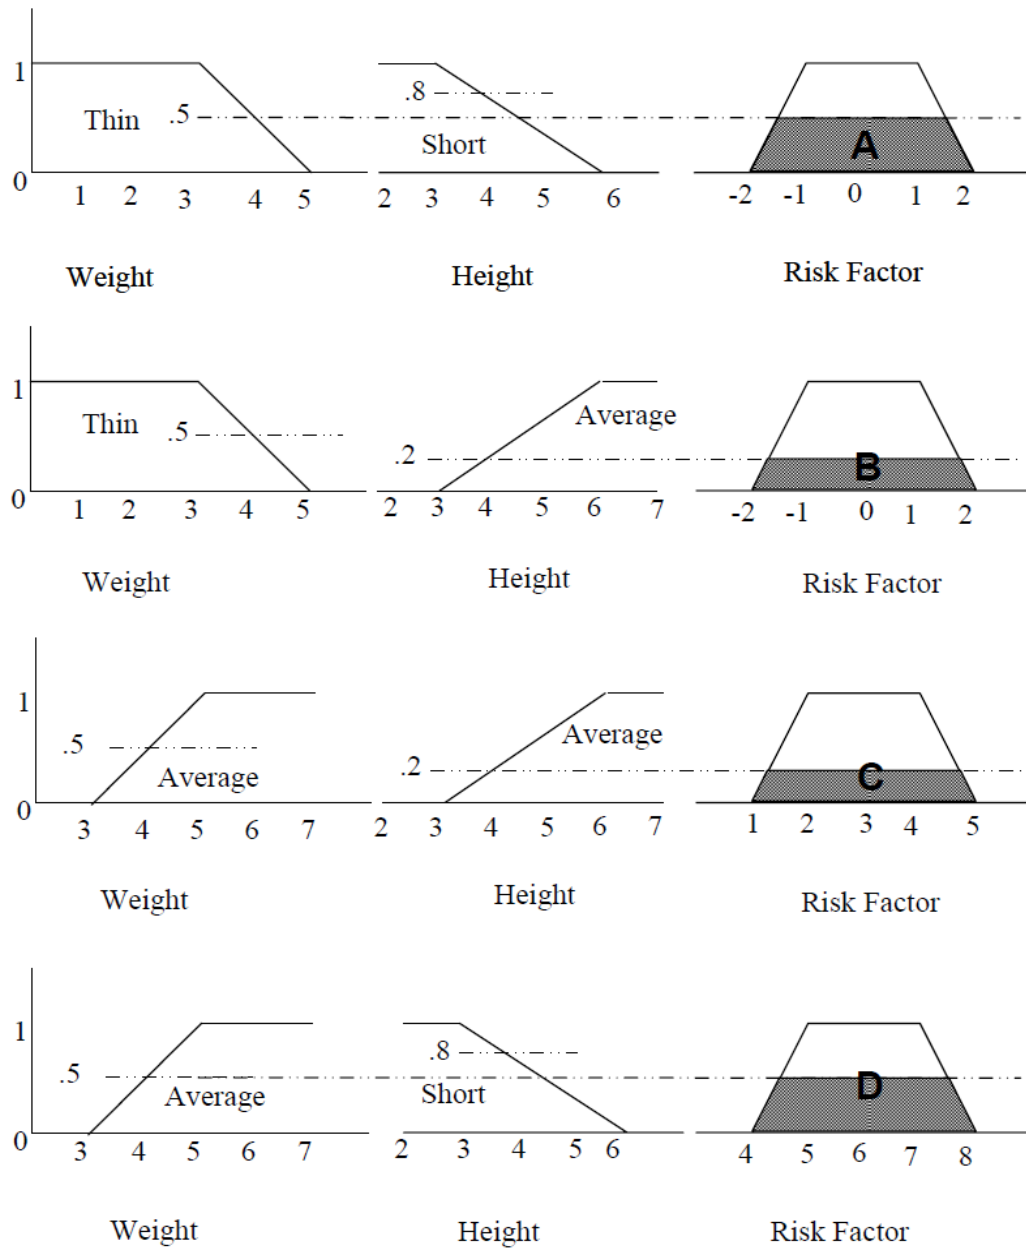 1
.8
Thin .5
Short
A
0
1 2 3 4 5
2 3 4 5 6
-2 -1 0 1 2
Weight Height Risk Factor
1
Average
Thin .5
.2
B
0
1 2 3 4 5
2 3 4 5 6 7
-2 -1 0 1 2
Weight Height Risk Factor
1
.5
Average
Average
.2
C
0
3 4 5 6 7
2 3 4 5 6 7
1 2 3 4 5
Weight Height Risk Factor
1
.8
.5
Average
Short
D
0
3 4 5 6 7
2 3 4 5 6
4 5 6 7 8
Weight Height Risk Factor